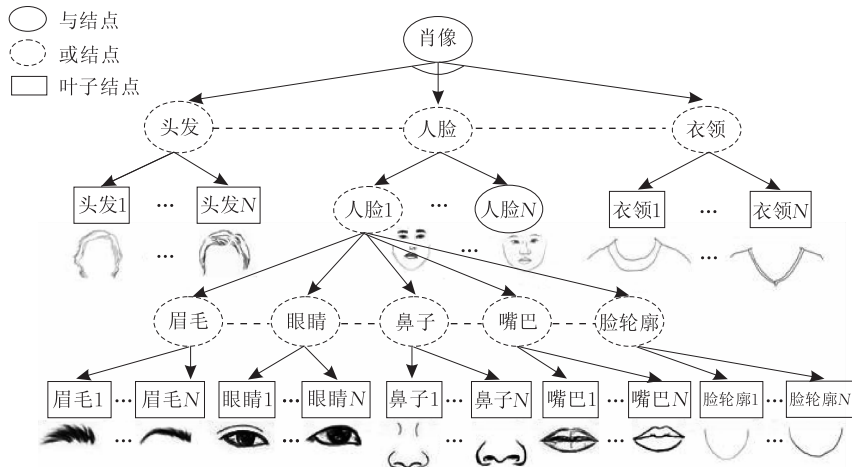 与结点
或结点
叶子结点
肖像
头发 人脸 衣领
头发1 … 头发N 人脸1 … 人脸N 衣领1 … 衣领N
… … …
眉毛 眼睛 鼻子 嘴巴 脸轮廓
眉毛1 … 眉毛N 眼睛1 … 眼睛N 鼻子1 … 鼻子N 嘴巴1 … 嘴巴N 脸轮廓1 … 脸轮廓N
… … … … …